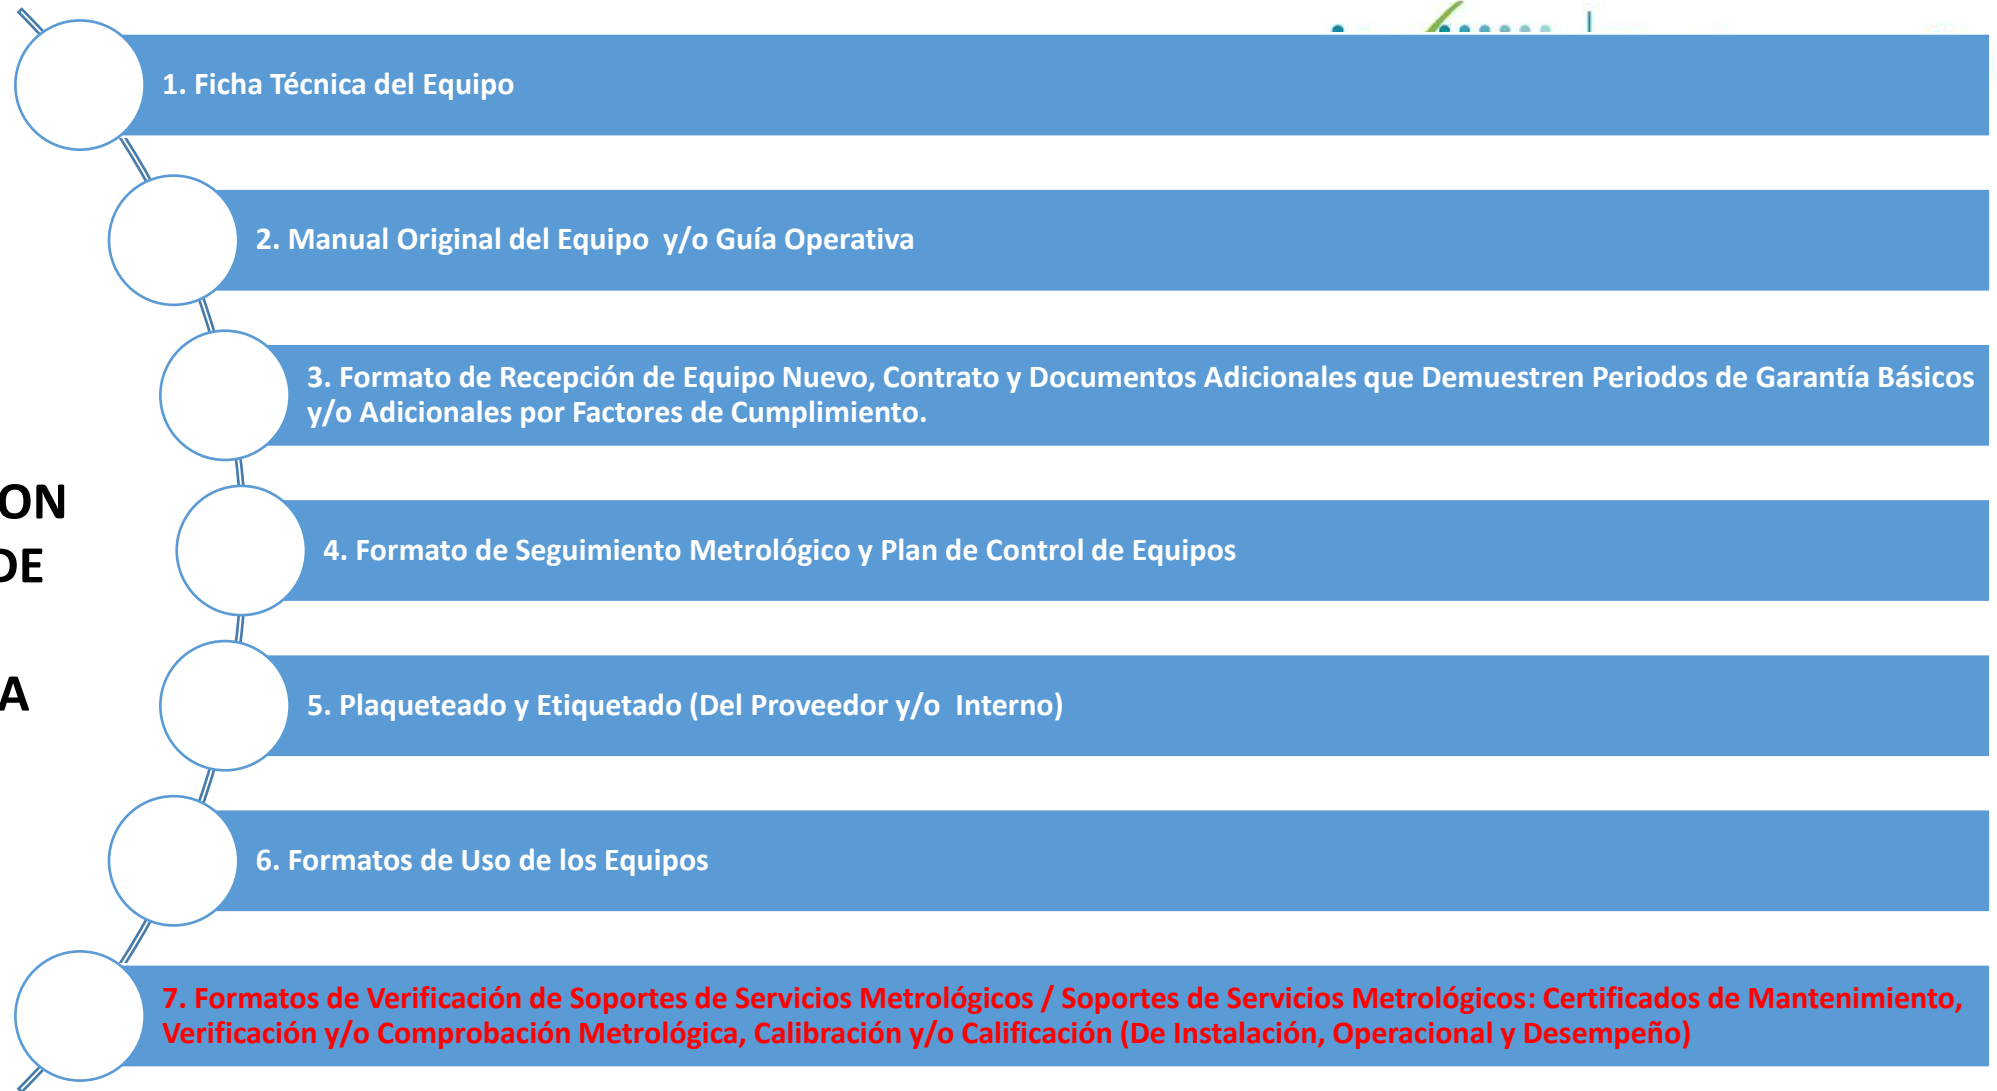 1. Ficha Técnica del Equipo
2. Manual Original del Equipo y/o Guía Operativa
3. Formato de Recepción de Equipo Nuevo, Contrato y Documentos Adicionales que Demuestren Periodos de Garantía Básicos
y/o Adicionales por Factores de Cumplimiento.
ON
DE
4. Formato de Seguimiento Metrológico y Plan de Control de Equipos
A
5. Plaqueteado y Etiquetado (Del Proveedor y/o Interno)
6. Formatos de Uso de los Equipos
7. Formatos de Verificación de Soportes de Servicios Metrológicos / Soportes de Servicios Metrológicos: Certificados de Mantenimiento,
Verificación y/o Comprobación Metrológica, Calibración y/o Calificación (De Instalación, Operacional y Desempeño)